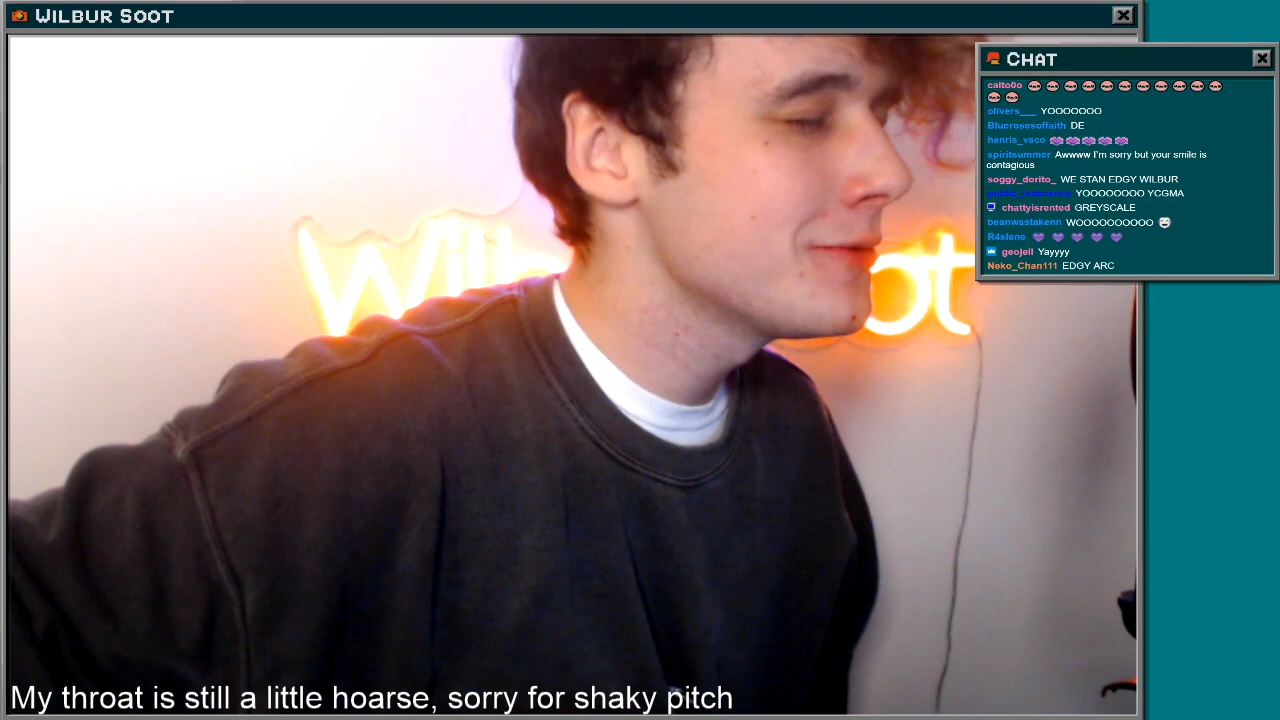 WILBUR SOOT
CHAT
calto0o
olivers___ YOOOOOOO
Bluerosesoffaith DE
henris_vsco
spiritsummer Awwww I'm sorry but your smile is
contagious
soggy_dorito_ WE STAN EDGY WILBUR
YOOOOOOOO YCGMA
chattyisrented GREYSCALE
beanwastakenn WOOOOOOOOOO
R4slene
geojell Yayyyy
Neko_Chan111 EDGY ARC
Wil
ot
My throat is still a little hoarse, sorry for shaky pitch